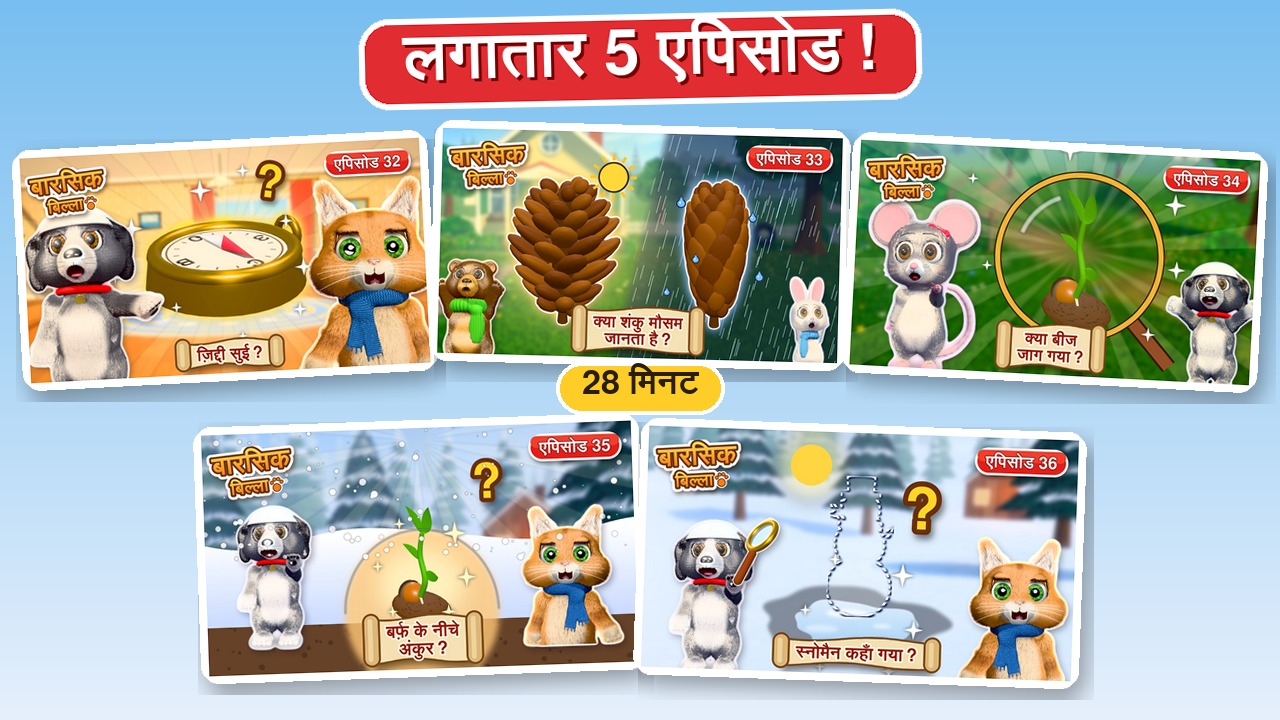 लगातार 5 एपिसोड !
बारसिक
बिल्ला
एपिसोड 32
?
ज़िद्दी सुई ?
बारसिक
बिल्ला
एपिसोड 33
क्या शंकु मौसम
जानता है ?
बारसिक
बिल्ला
एपिसोड 34
क्या बीज
जाग गया ?
28 मिनट
बारसिक
बिल्ला
एपिसोड 35
?
बर्फ़ के नीचे
अंकुर ?
बारसिक
बिल्ला
एपिसोड 36
?
स्नोमैन कहाँ गया ?